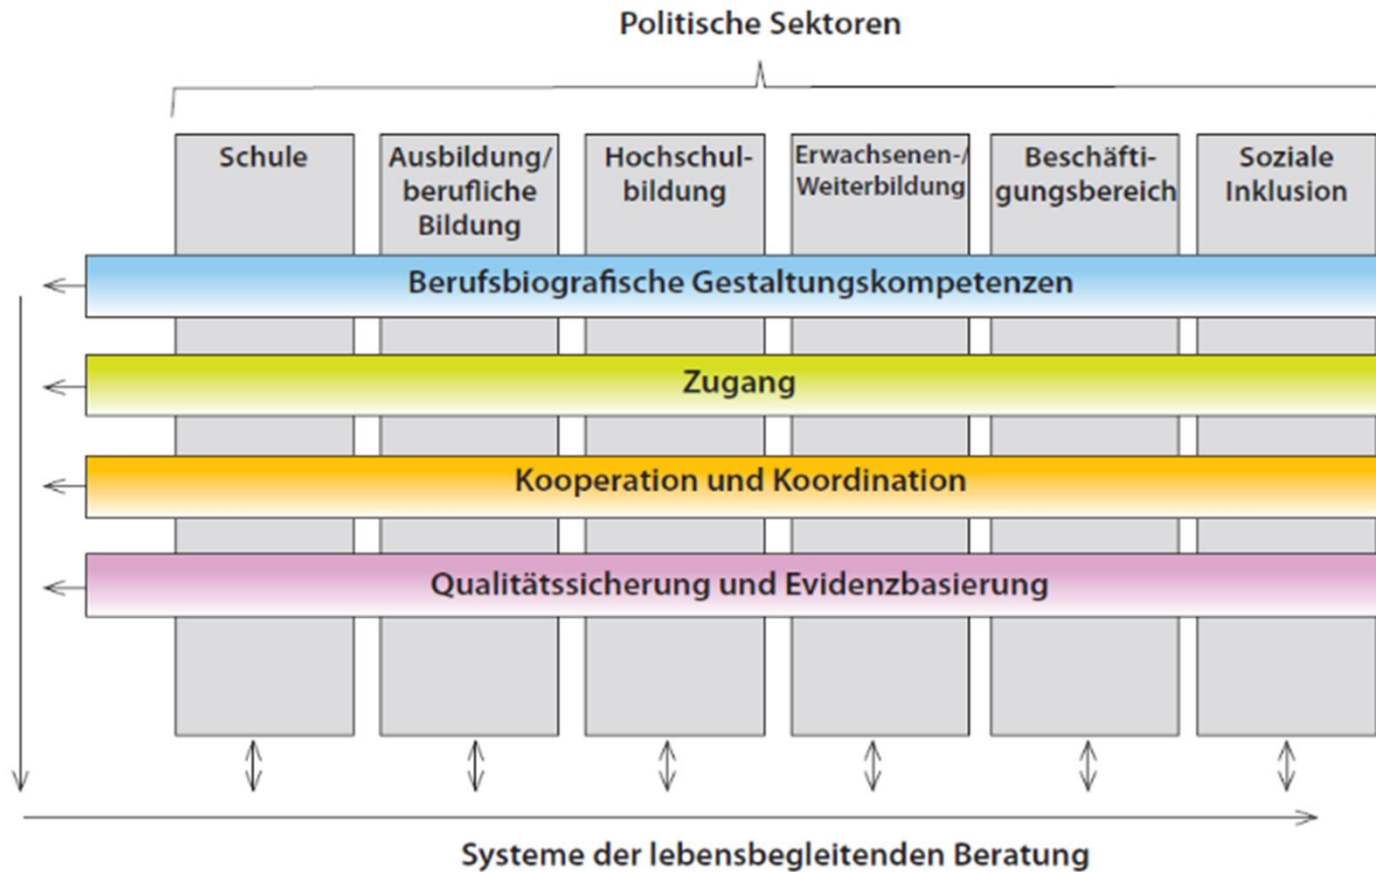 Politische Sektoren
Schule
Ausbildung/
berufliche
Bildung
Hochschul-
bildung
Erwachsenen-/
Weiterbildung
Beschäfti-
gungsbereich
Soziale
Inklusion
Berufsbiografische Gestaltungskompetenzen
Zugang
Kooperation und Koordination
Qualitätssicherung und Evidenzbasierung
Systeme der lebensbegleitenden Beratung